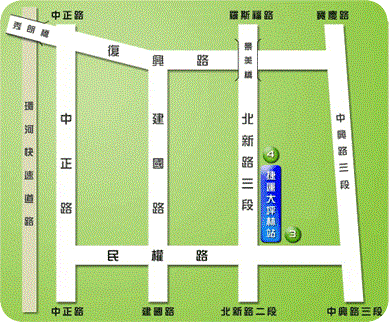 中正路
羅斯福路
寶慶路
秀朗橋
復興路
景美橋
環河快速道路
中正路
建國路
北新路三段
中興路三段
4
捷運大坪林站
3
民權路
中正路
建國路
北新路二段
中興路三段